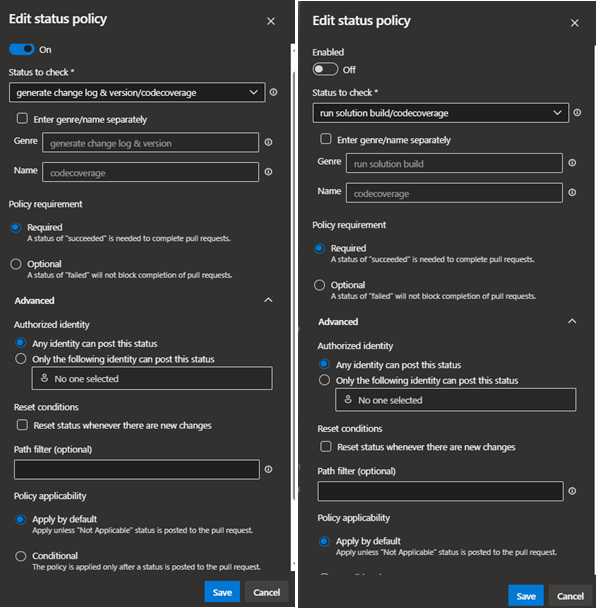 Edit status policy
On
Status to check *
generate change log & version/codecoverage
Enter genre/name separately
Genre
generate change log & version
Name
codecoverage
Policy requirement
Required
A status of "succeeded" is needed to complete pull requests.
Optional
A status of "failed" will not block completion of pull requests.
Advanced
Authorized identity
Any identity can post this status
Only the following identity can post this status
No one selected
Reset conditions
Reset status whenever there are new changes
Path filter (optional)
Policy applicability
Apply by default
Apply unless "Not Applicable" status is posted to the pull request.
Conditional
The policy is applied only after a status is posted to the pull request.
Save
Cancel
Edit status policy
Enabled
Off
Status to check *
run solution build/codecoverage
Enter genre/name separately
Genre
run solution build
Name
codecoverage
Policy requirement
Required
A status of "succeeded" is needed to complete pull requests.
Optional
A status of "failed" will not block completion of pull requests.
Advanced
Authorized identity
Any identity can post this status
Only the following identity can post this status
No one selected
Reset conditions
Reset status whenever there are new changes
Path filter (optional)
Policy applicability
Apply by default
Apply unless "Not Applicable" status is posted to the pull request.
Save
Cancel